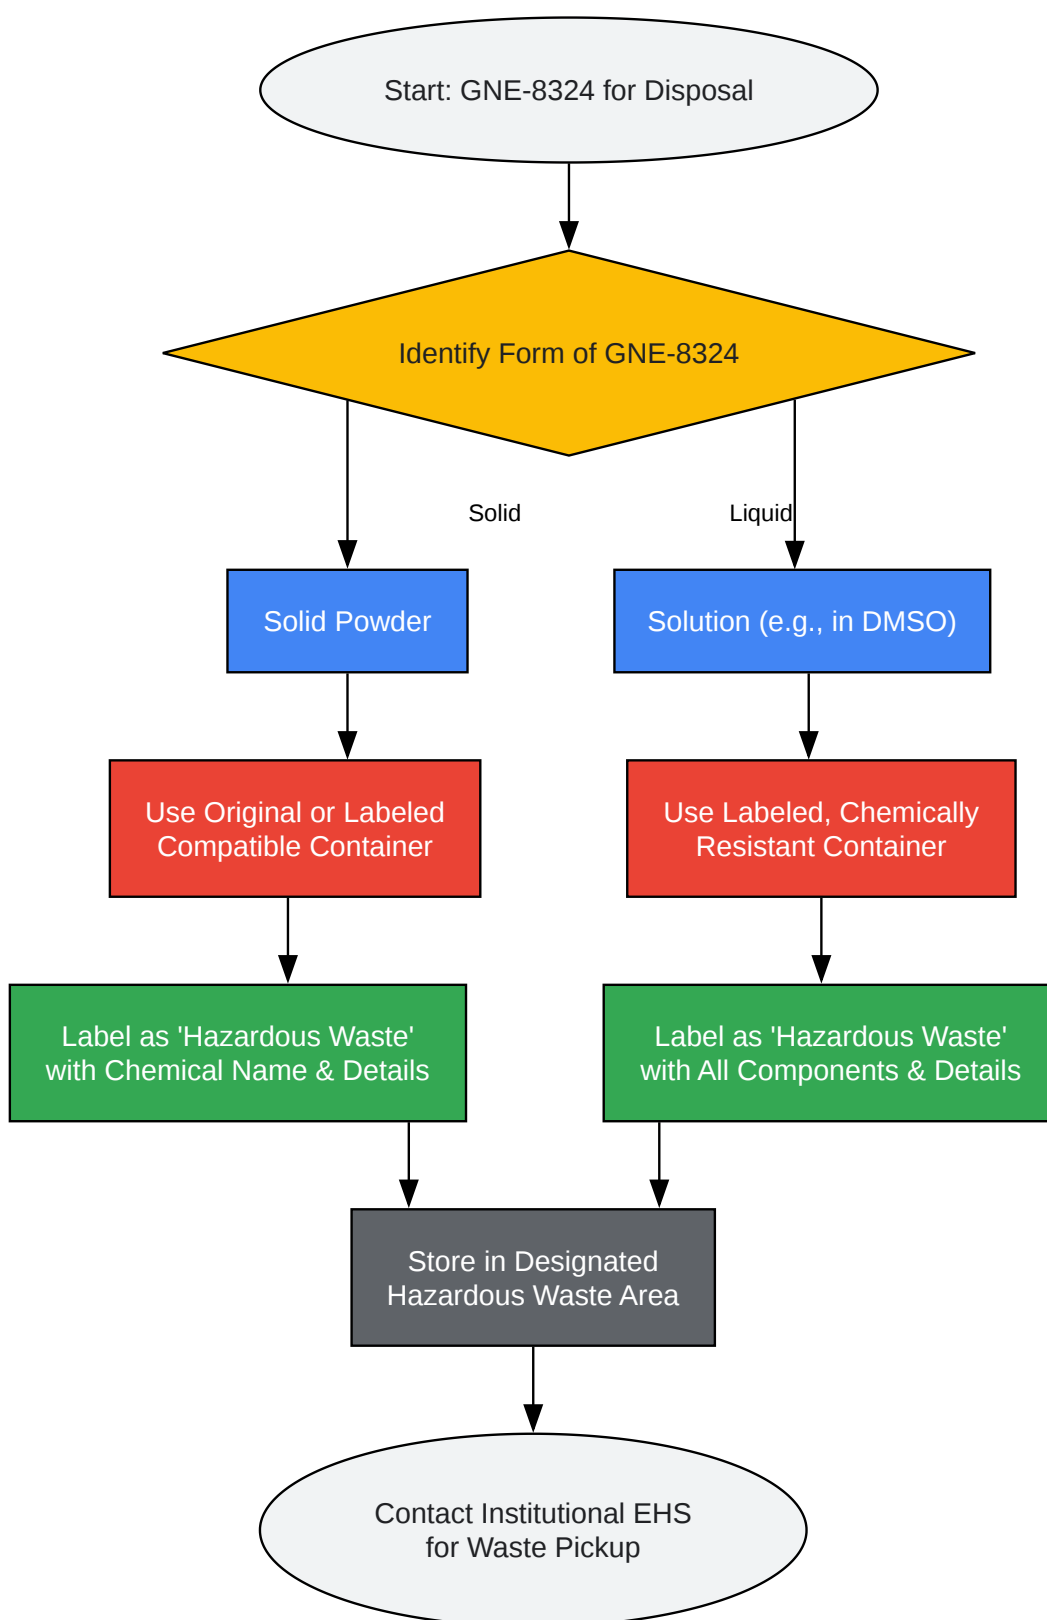 Start: GNE-8324 for Disposal
Identify Form of GNE-8324
Solid
Liquid
Solid Powder
Solution (e.g., in DMSO)
Use Original or Labeled
Compatible Container
Use Labeled, Chemically
Resistant Container
Label as 'Hazardous Waste'
with Chemical Name & Details
Label as 'Hazardous Waste'
with All Components & Details
Store in Designated
Hazardous Waste Area
Contact Institutional EHS
for Waste Pickup